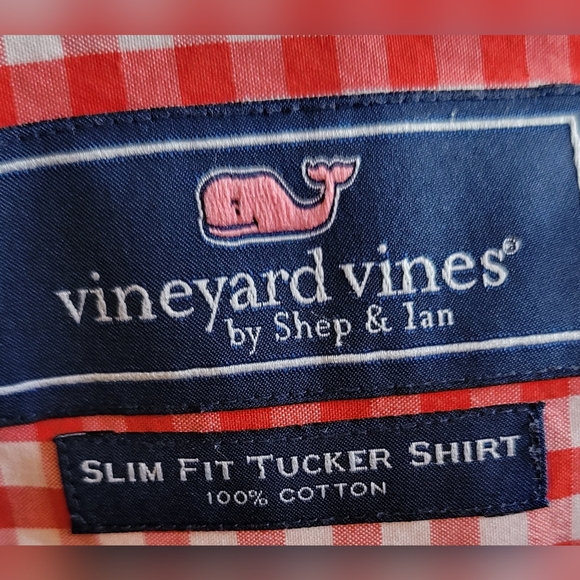 vineyard vines®
by Shep & Ian
SLIM FIT TUCKER SHIRT
100% COTTON